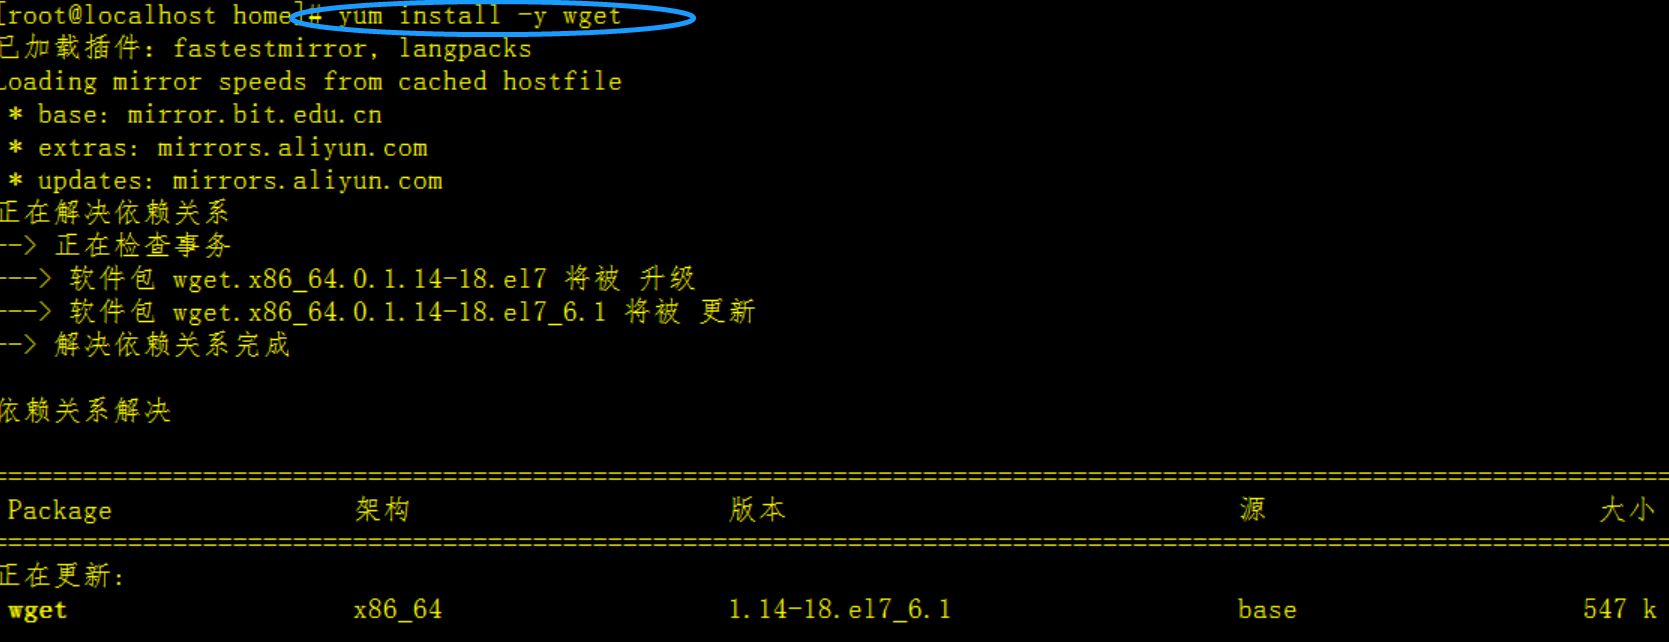 [root@localhost home]# yum install -y wget
已加载插件：fastestmirror, langpacks
Loading mirror speeds from cached hostfile
* base: mirror.bit.edu.cn
* extras: mirrors.aliyun.com
* updates: mirrors.aliyun.com
正在解决依赖关系
--> 正在检查事务
---> 软件包 wget.x86_64.0.1.14-18.el7 将被 升级
---> 软件包 wget.x86_64.0.1.14-18.el7_6.1 将被 更新
--> 解决依赖关系完成
依赖关系解决
================================================================================
Package 架构 版本 源 大小
================================================================================
正在更新:
wget x86_64 1.14-18.el7_6.1 base 547 k